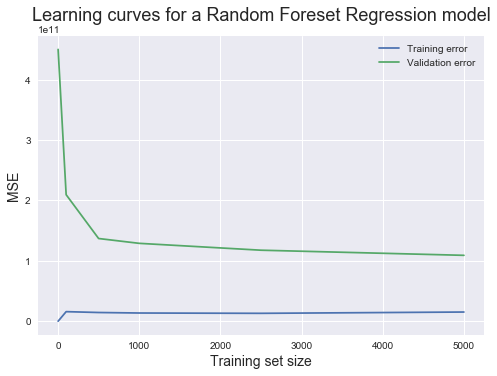 Learning curves for a Random Foreset Regression model
1e11
Training error
Validation error
4
3
2
1
0
MSE
0 1000 2000 3000 4000 5000
Training set size